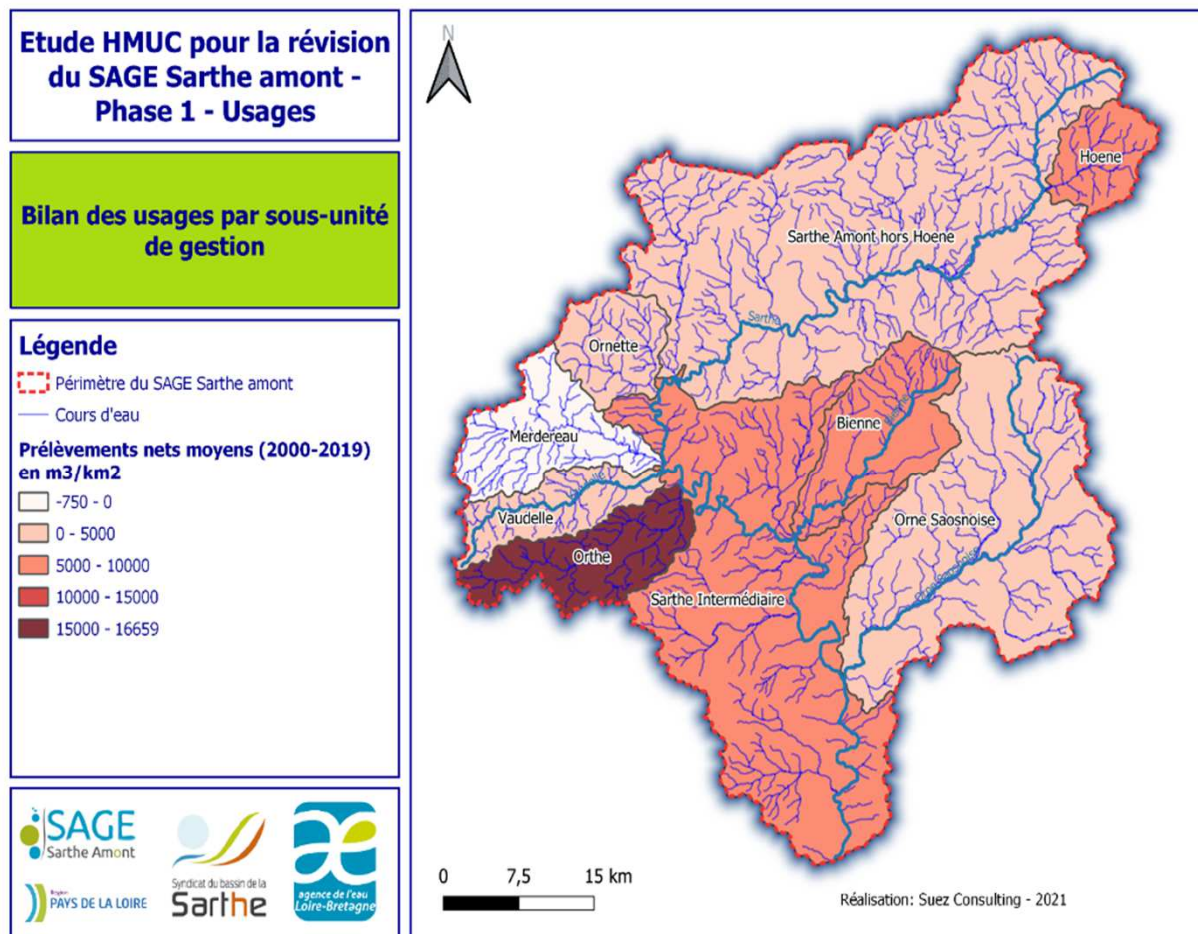 Etude HMUC pour la révision
du SAGE Sarthe amont -
Phase 1 - Usages
Bilan des usages par sous-unité
de gestion
Légende
Périmètre du SAGE Sarthe amont
Cours d'eau
Prélèvements nets moyens (2000-2019)
en m3/km2
-750 - 0
0 - 5000
5000 - 10000
10000 - 15000
15000 - 16659
SAGE
Sarthe Amont
PAYS DE LA LOIRE
Syndicat du bassin de la
Sarthe
agence de l'eau
Loire-Bretagne
N
Hoene
Sarthe Amont hors Hoene
Sarthe
Ornette
Merdereau
Bienne
Bienne
Vaudelle
Orthe
Orne Saosnoise
Orne Saosnoise
Sarthe Intermédiaire
0 7,5 15 km
Réalisation: Suez Consulting - 2021